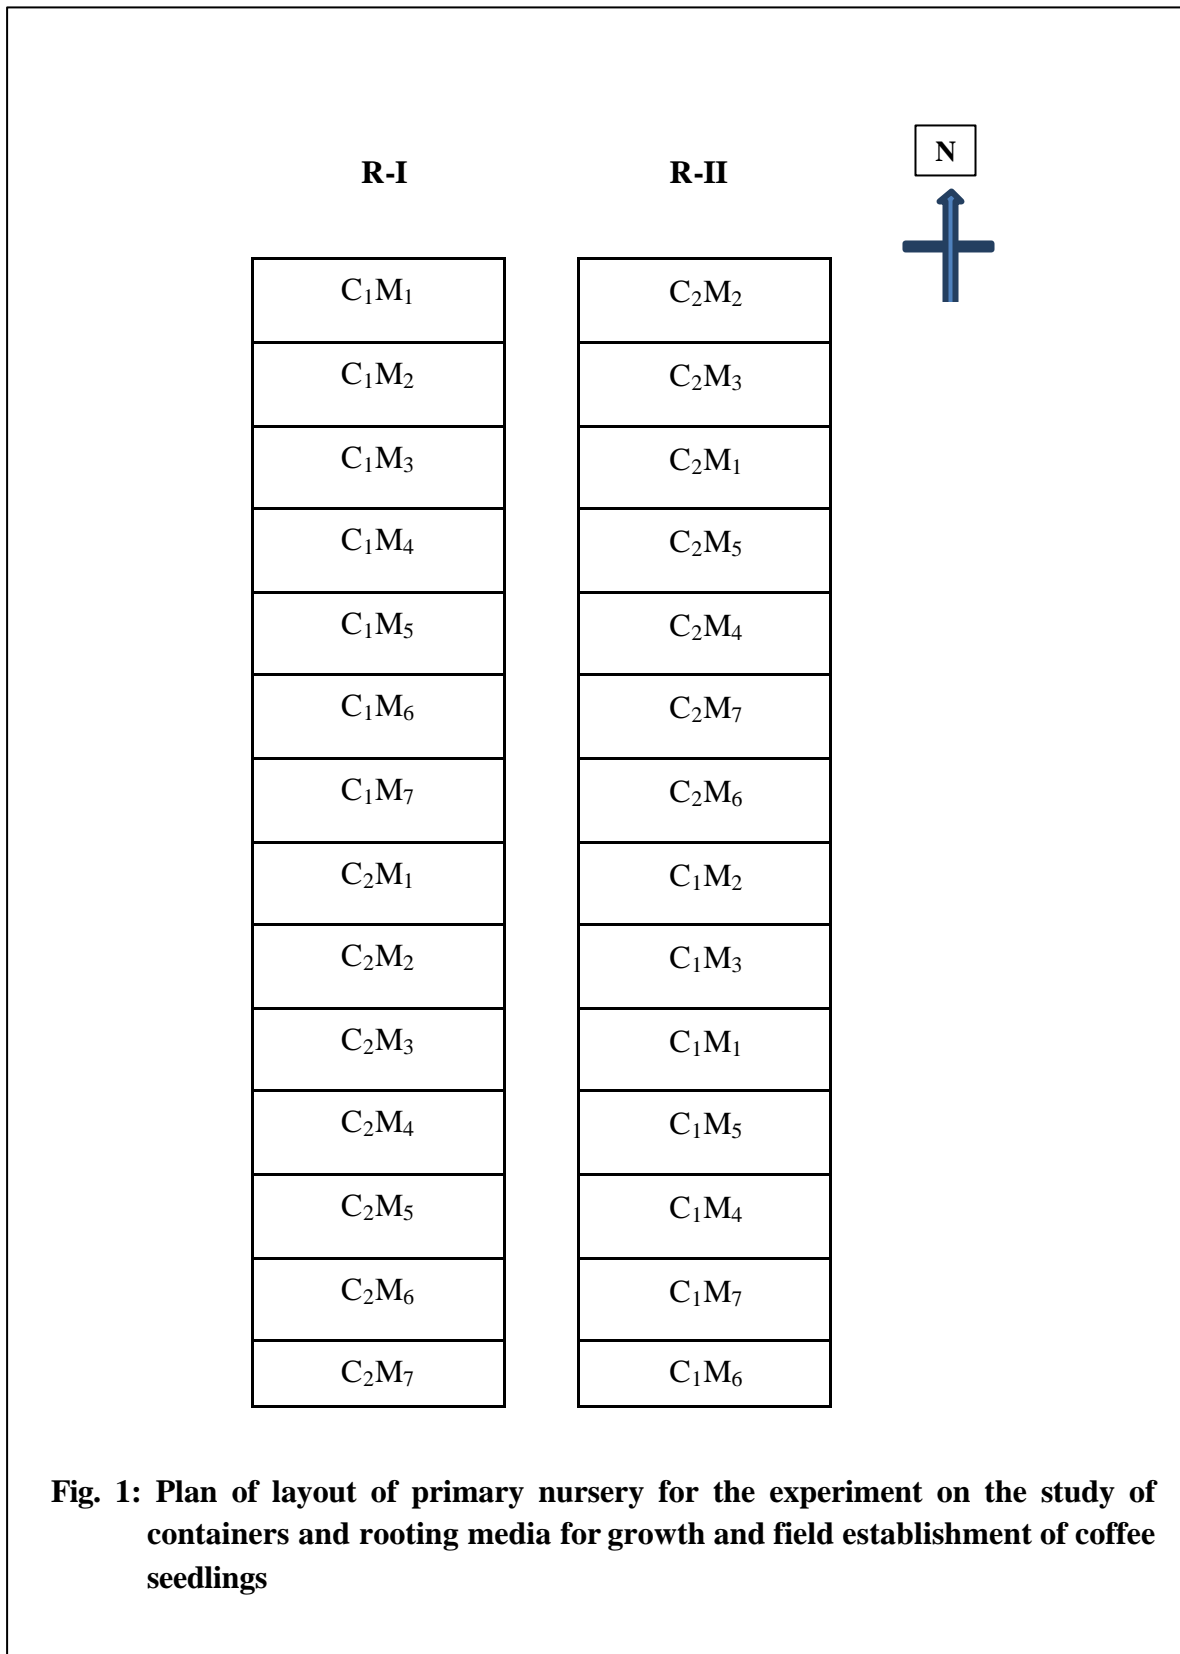 N
R-I R-II
C₁M₁ C₂M₂
C₁M₂ C₂M₃
C₁M₃ C₂M₁
C₁M₄ C₂M₅
C₁M₅ C₂M₄
C₁M₆ C₂M₇
C₁M₇ C₂M₆
C₂M₁ C₁M₂
C₂M₂ C₁M₃
C₂M₃ C₁M₁
C₂M₄ C₁M₅
C₂M₅ C₁M₄
C₂M₆ C₁M₇
C₂M₇ C₁M₆
Fig. 1: Plan of layout of primary nursery for the experiment on the study of
containers and rooting media for growth and field establishment of coffee
seedlings